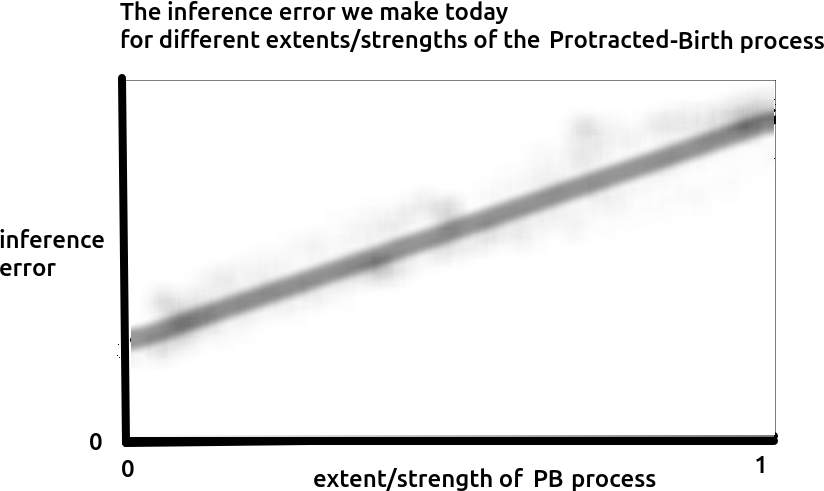 The inference error we make today
for different extents/strengths of the Protracted-Birth process
inference
error
0
0
1
extent/strength of PB process